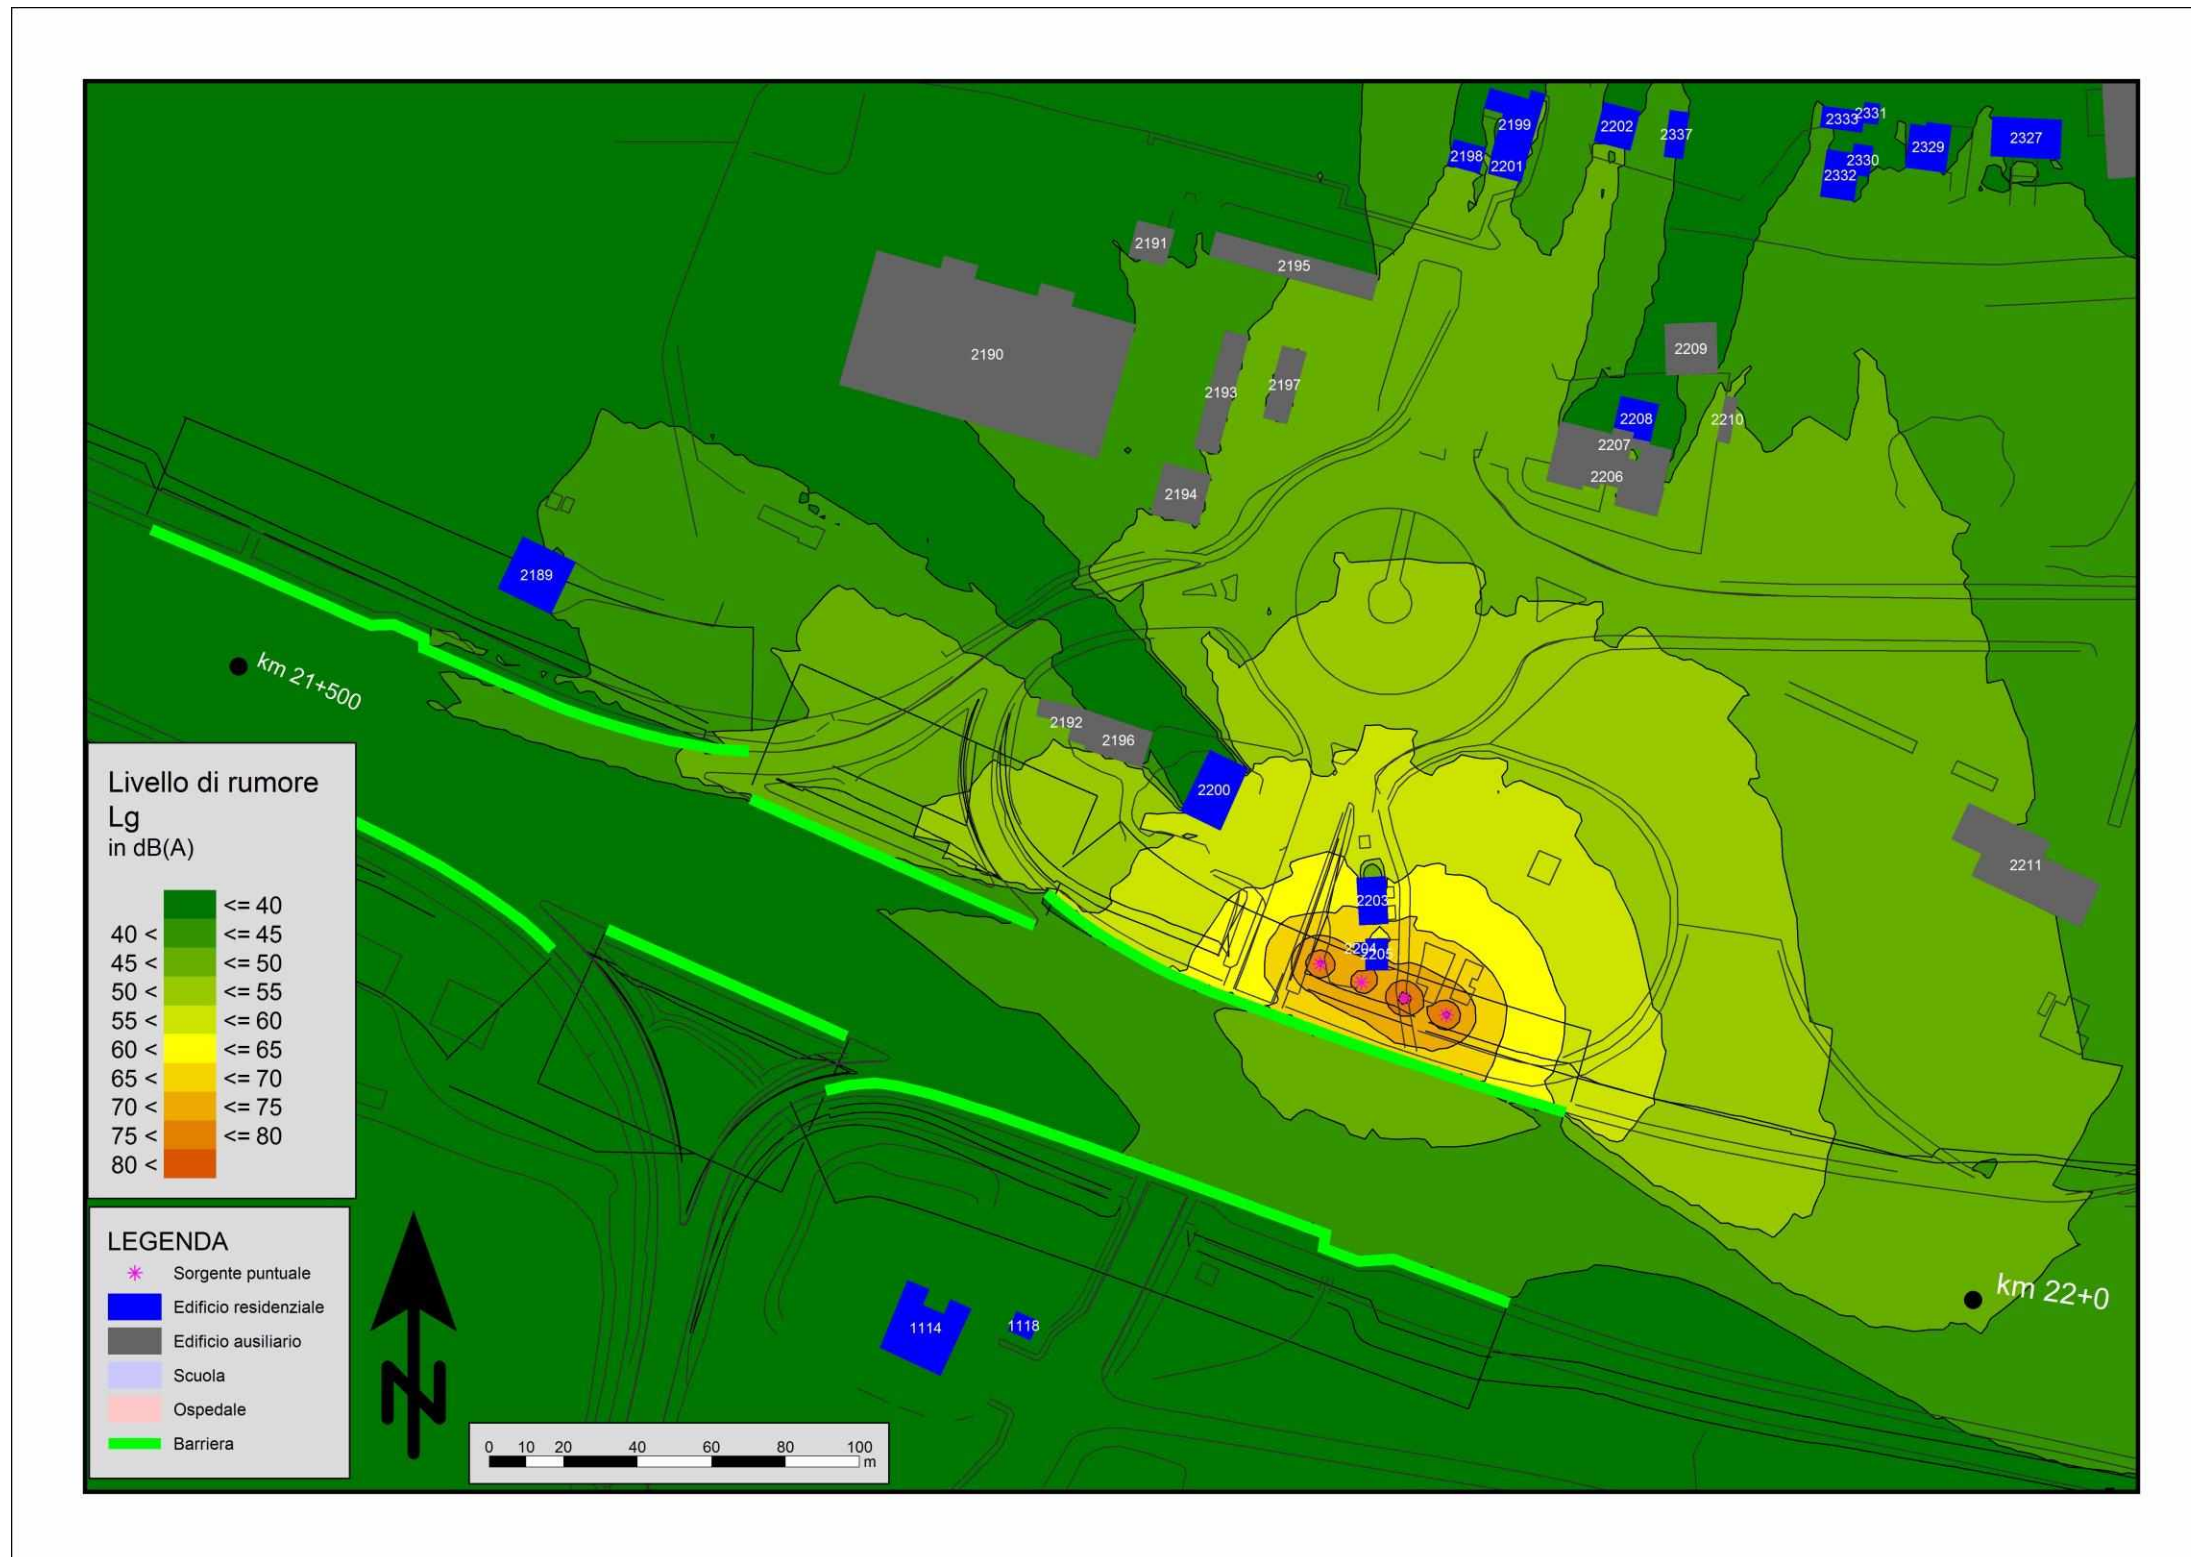 2199
2202
2337
2333
2331
2198
2201
2330
2332
2329
2327
2191
2195
2190
2193
2197
2209
2208
2210
2207
2206
2194
2189
km 21+500
2192
2196
2200
2203
2204
2205
2211
km 22+0
1114
1118
Livello di rumore
Lg
in dB(A)
<= 40
40 < <= 45
45 < <= 50
50 < <= 55
55 < <= 60
60 < <= 65
65 < <= 70
70 < <= 75
75 < <= 80
80 <
LEGENDA
Sorgente puntuale
Edificio residenziale
Edificio ausiliario
Scuola
Ospedale
Barriera
N
0 10 20 40 60 80 100
m